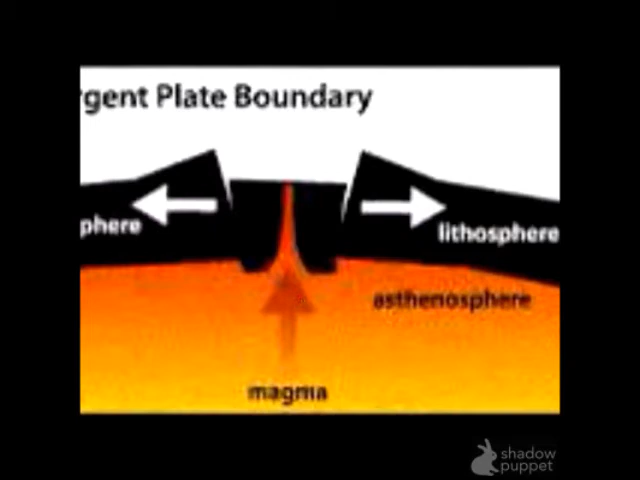 rgent Plate Boundary
phere
lithosphere
asthenosphere
magma
shadow
puppet